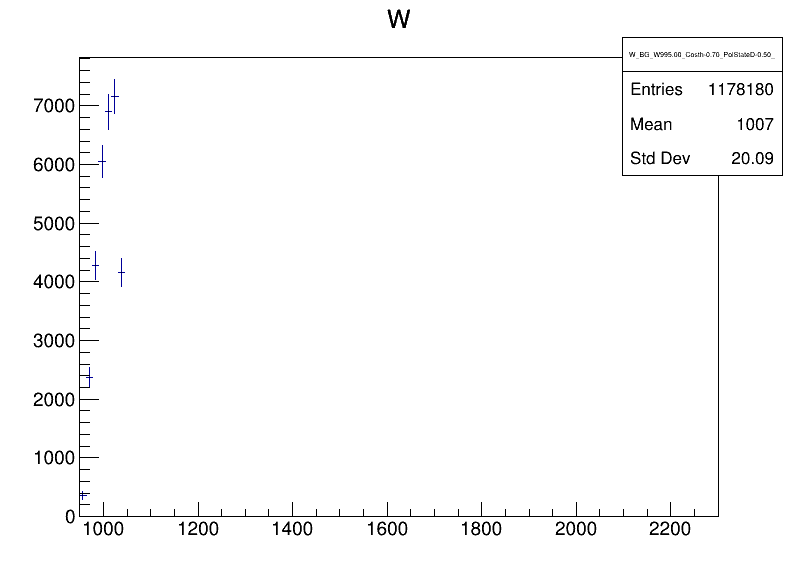 W
W_BG_W995.00_Costh-0.70_PolStateD-0.50_
Entries 1178180
Mean 1007
Std Dev 20.09
7000
6000
5000
4000
3000
2000
1000
0
1000 1200 1400 1600 1800 2000 2200